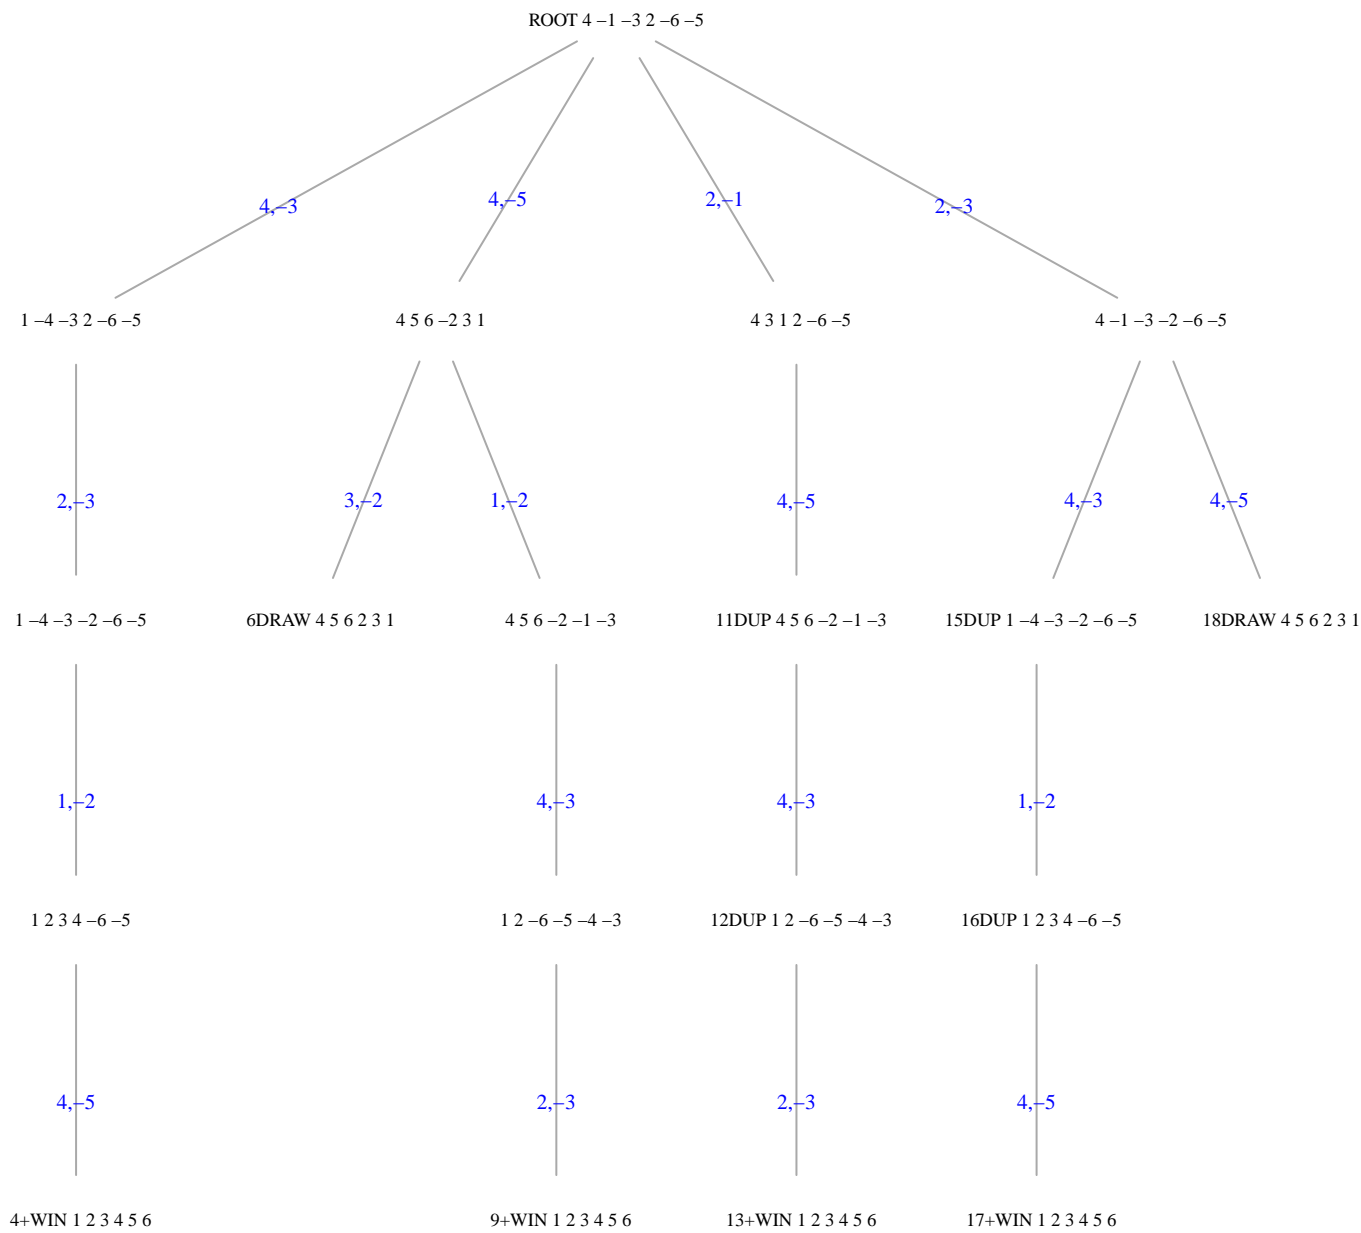 ROOT 4 –1 –3 2 –6 –5
4,–3
4,–5
2,–1
2,–3
1 –4 –3 2 –6 –5
4 5 6 –2 3 1
4 3 1 2 –6 –5
4 –1 –3 –2 –6 –5
2,–3
3,–2
1,–2
4,–5
4,–3
4,–5
1 –4 –3 –2 –6 –5
6DRAW 4 5 6 2 3 1
4 5 6 –2 –1 –3
11DUP 4 5 6 –2 –1 –3
15DUP 1 –4 –3 –2 –6 –5
18DRAW 4 5 6 2 3 1
1,–2
4,–3
4,–3
1,–2
1 2 3 4 –6 –5
1 2 –6 –5 –4 –3
12DUP 1 2 –6 –5 –4 –3
16DUP 1 2 3 4 –6 –5
4,–5
2,–3
2,–3
4,–5
4+WIN 1 2 3 4 5 6
9+WIN 1 2 3 4 5 6
13+WIN 1 2 3 4 5 6
17+WIN 1 2 3 4 5 6